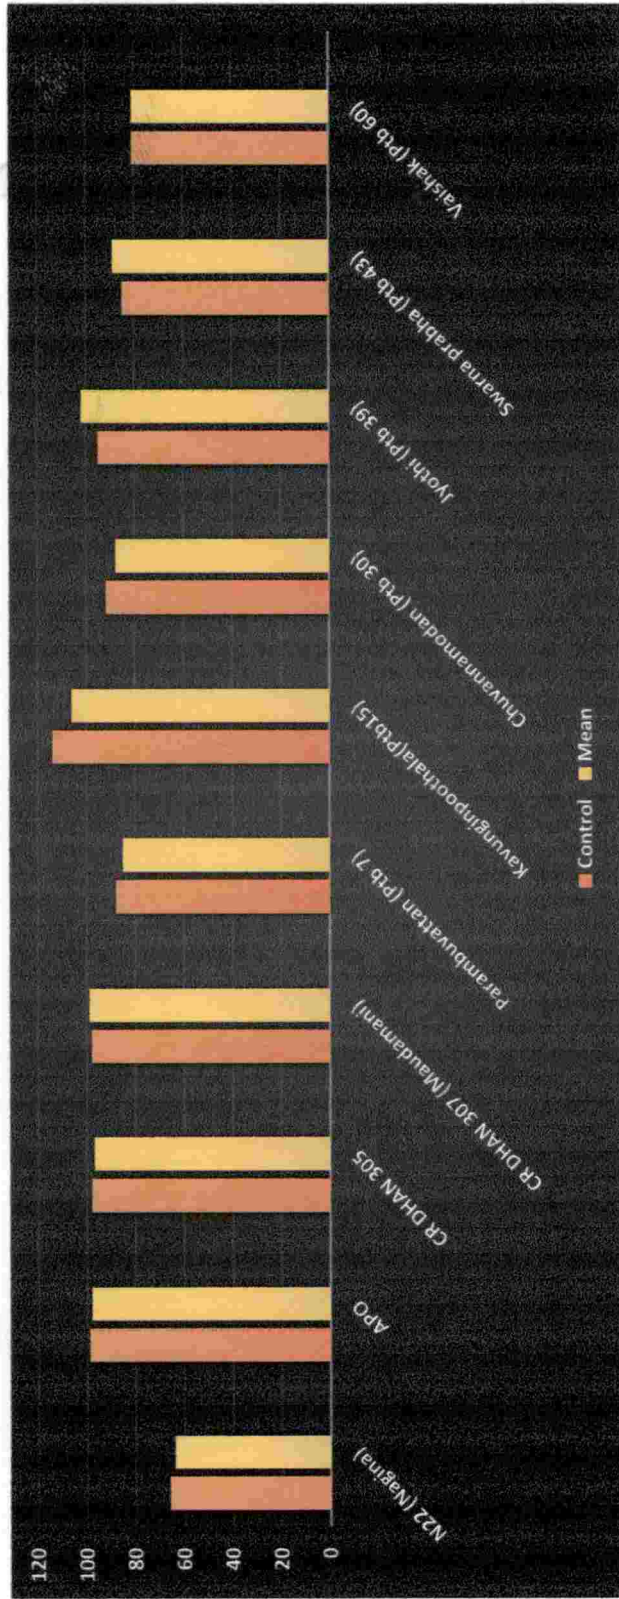 120
100
80
60
40
20
0
N22 (Nagina)
APO
CR DHAN 305
CR DHAN 307 (Maudamani)
Parambuvattan (Ptb 7)
Kavunginpoothala(Ptb15)
Chuvannamodan (Ptb 30)
Jyothi (Ptb 39)
Swarna prabha (Ptb 43)
Vaishak (Ptb 60)
Control
Mean